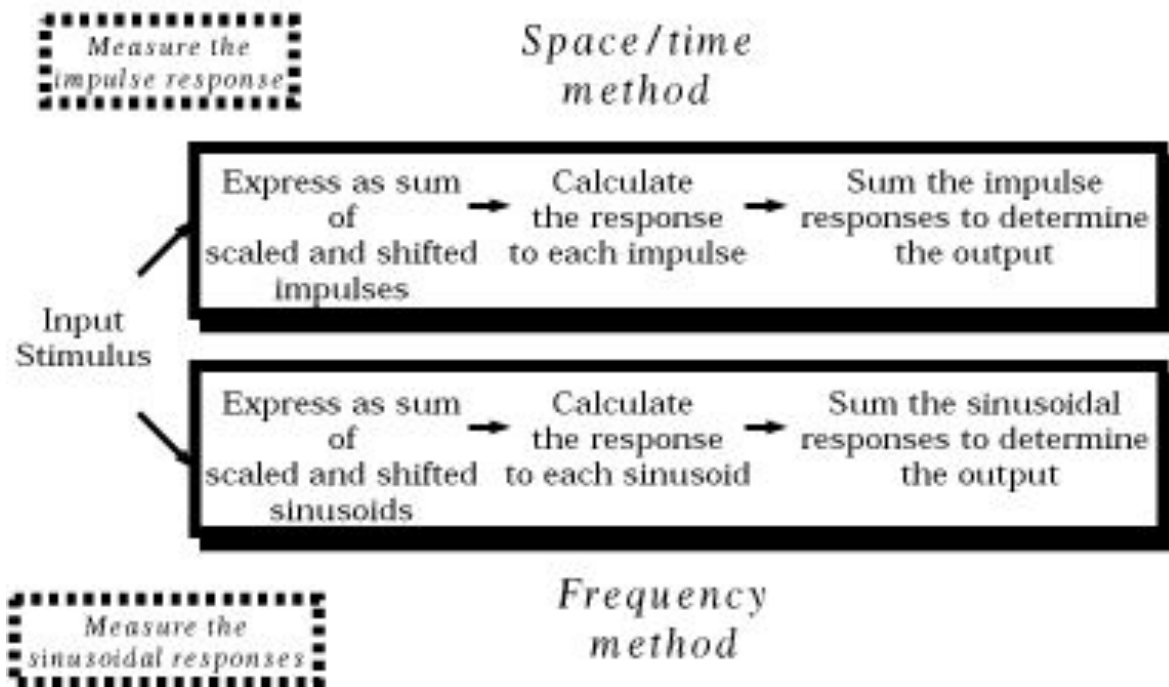 Measure the
impulse response
Space/time
method
Express as sum
of
scaled and shifted
impulses
Calculate
the response
to each impulse
Sum the impulse
responses to determine
the output
Input
Stimulus
Express as sum
of
scaled and shifted
sinusoids
Calculate
the response
to each sinusoid
Sum the sinusoidal
responses to determine
the output
Frequency
method
Measure the
sinusoidal responses